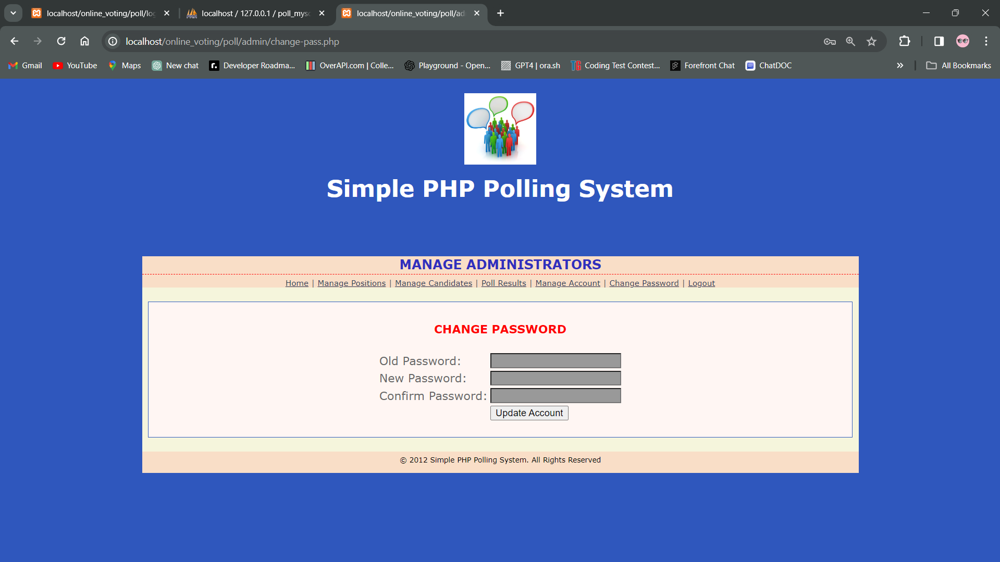 localhost/online_voting/poll/log
localhost / 127.0.0.1 / poll_mysq
localhost/online_voting/poll/ad
localhost/online_voting/poll/admin/change-pass.php
Gmail YouTube Maps New chat Developer Roadma... OverAPI.com | Colle... Playground - Open... GPT4 | ora.sh Coding Test Contest... Forefront Chat ChatDOC » All Bookmarks
Simple PHP Polling System
MANAGE ADMINISTRATORS
Home | Manage Positions | Manage Candidates | Poll Results | Manage Account | Change Password | Logout
CHANGE PASSWORD
Old Password:
New Password:
Confirm Password:
Update Account
© 2012 Simple PHP Polling System. All Rights Reserved